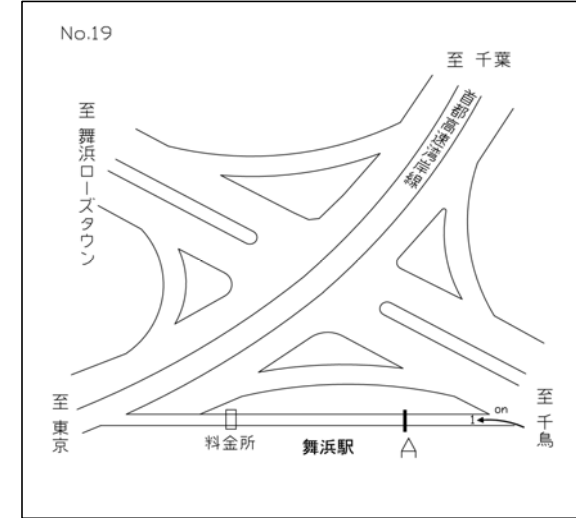 No.19
至 千葉
首都高速湾岸線
至 舞浜ローズタウン
至 東京
料金所
舞浜駅
A
1
on
至 千鳥